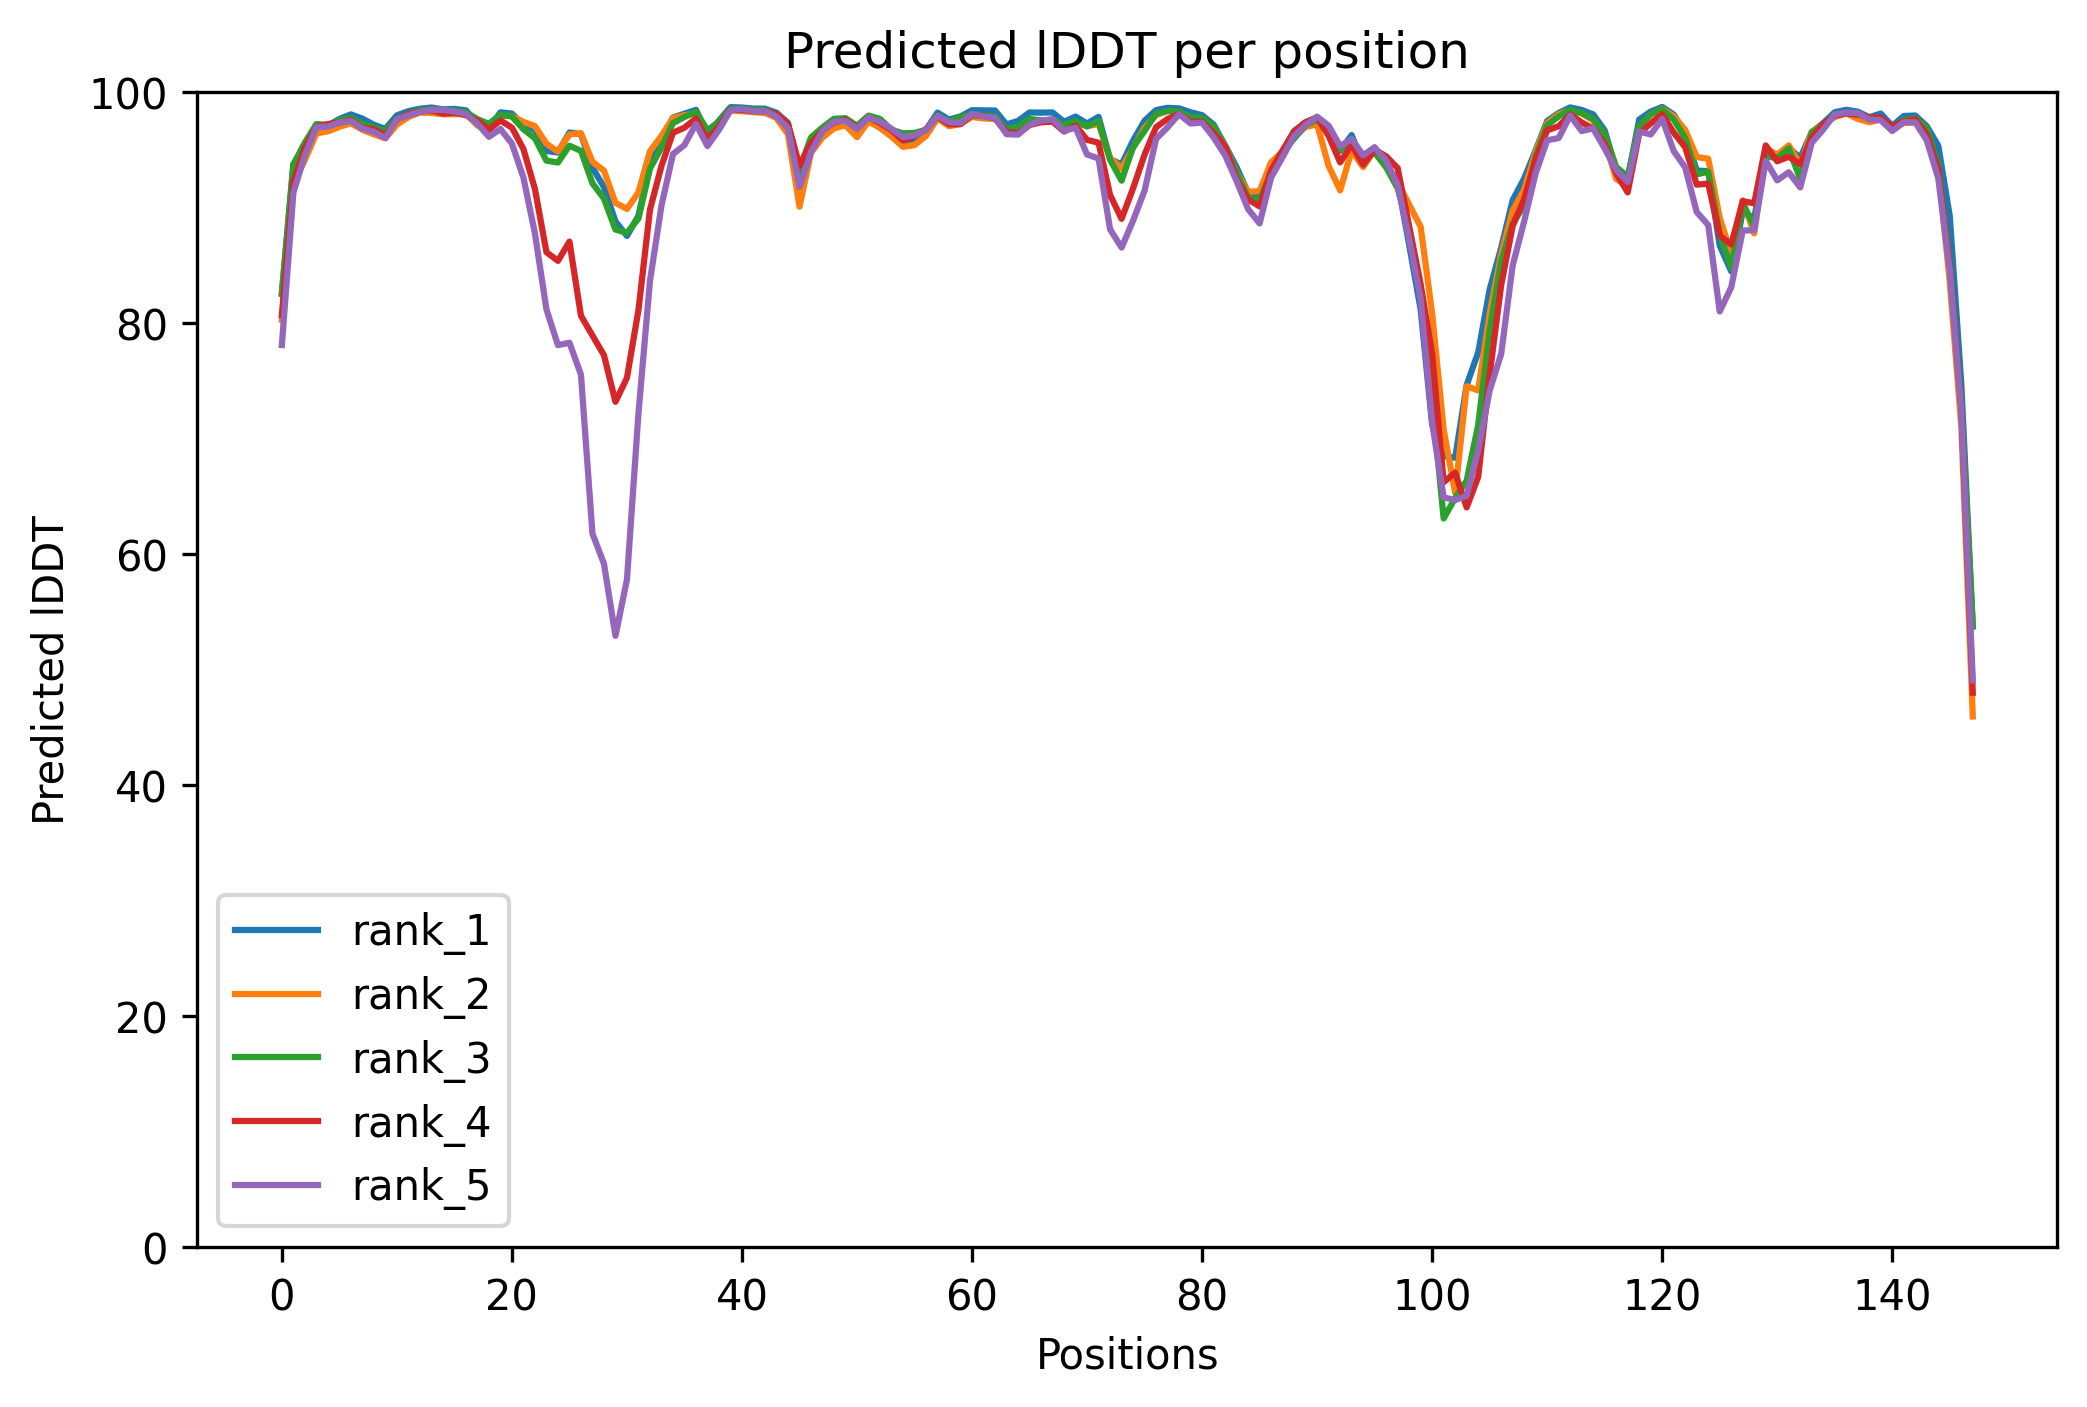 Predicted lDDT per position
100
80
60
40
20
0
Predicted lDDT
rank_1
rank_2
rank_3
rank_4
rank_5
0 20 40 60 80 100 120 140
Positions